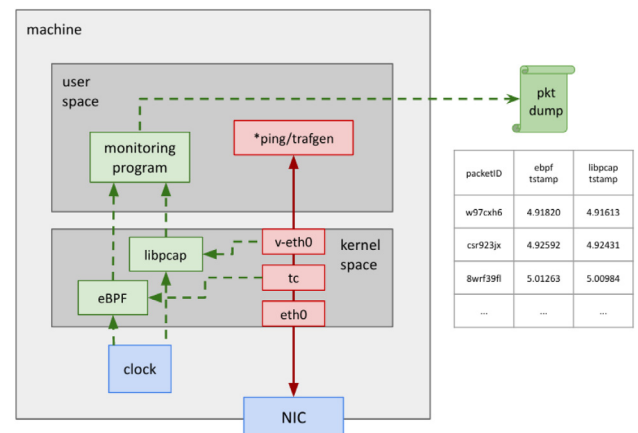 machine
user
space
monitoring
program
*ping/trafgen
pkt
dump
v-eth0
kernel
space
libpcap
tc
eBPF
eth0
clock
NIC
packetID ebpf tstamp libpcap tstamp
w97cxh6 4.91820 4.91613
csr923jx 4.92592 4.92431
8wrf39fl 5.01263 5.00984
... ... ...